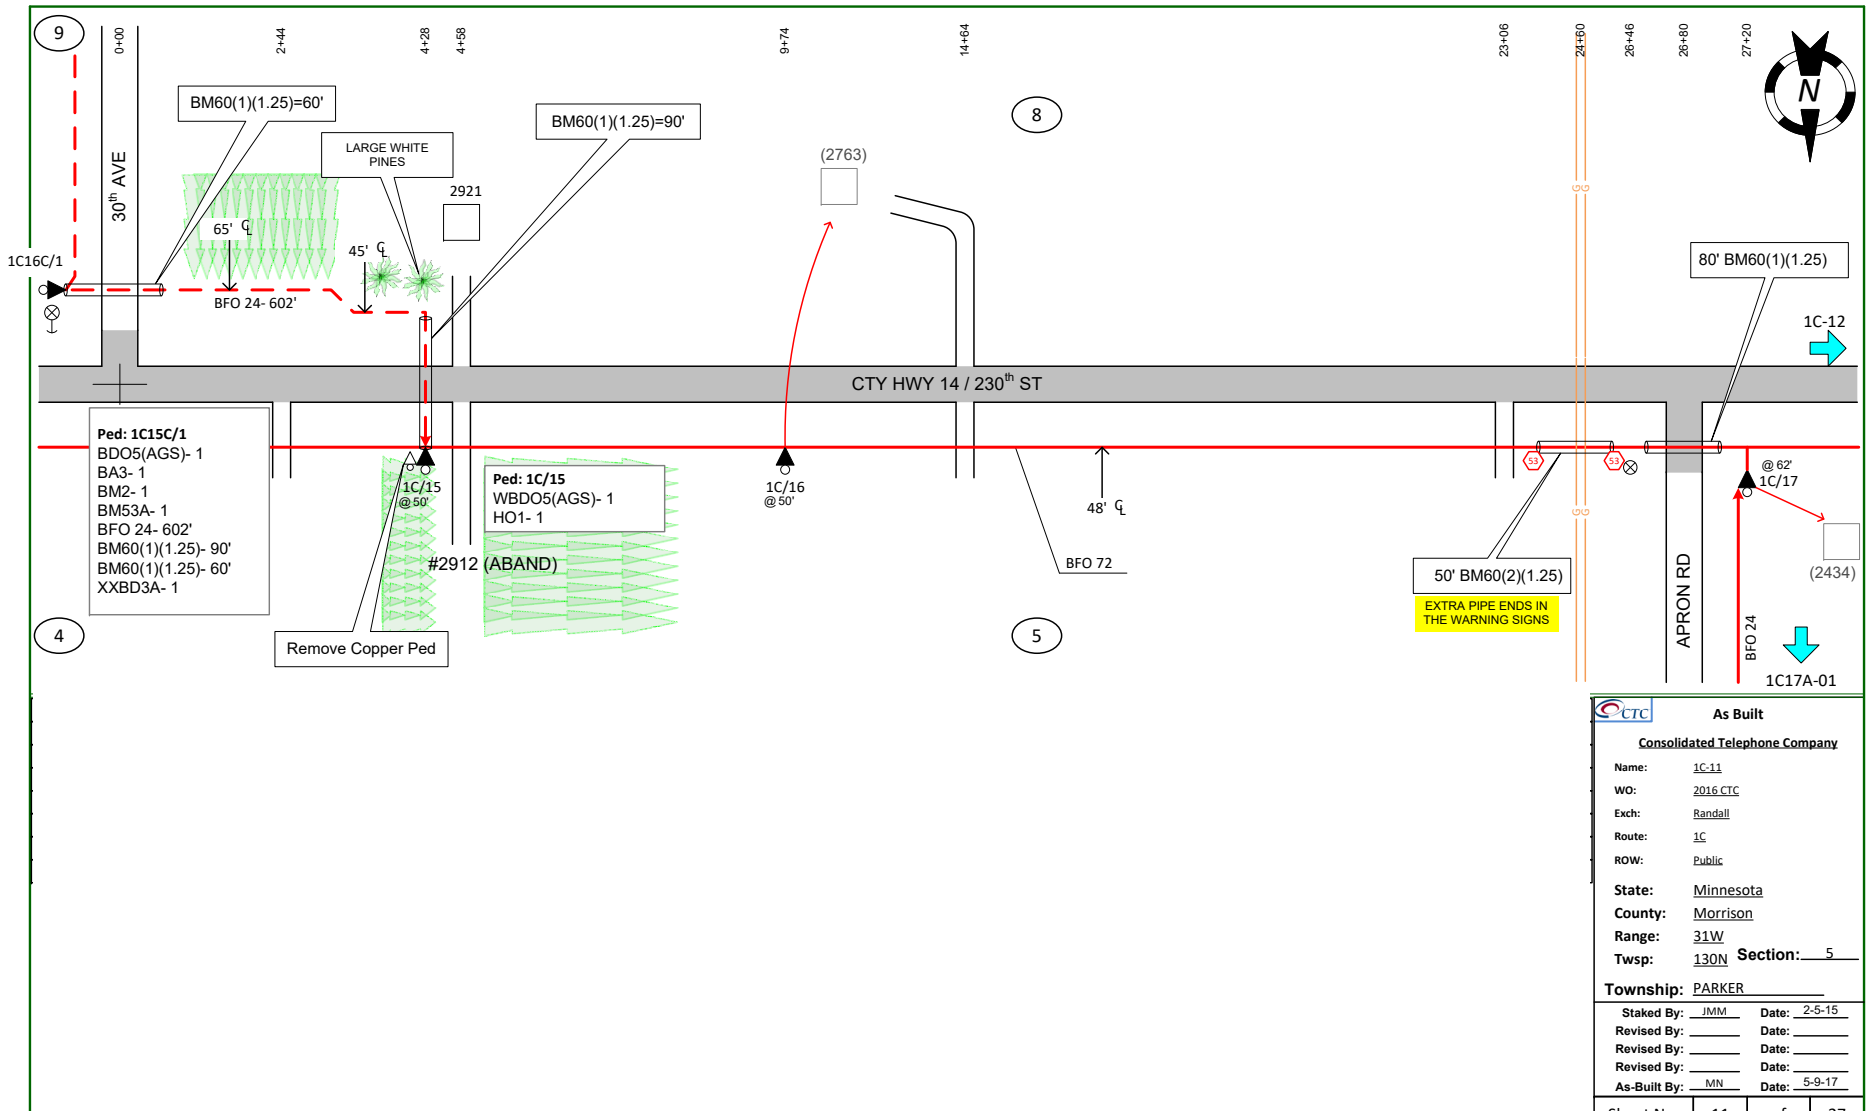 9
0+00
2+44
4+28
4+58
9+74
14+64
23+06
24+60
26+46
26+80
27+20
N
BM60(1)(1.25)=60'
BM60(1)(1.25)=90'
8
LARGE WHITE
PINES
(2763)
30th AVE
2921
65' ℄
45' ℄
G G
80' BM60(1)(1.25)
1C16C/1
BFO 24- 602'
1C-12
CTY HWY 14 / 230th ST
Ped: 1C15C/1
BDO5(AGS)- 1
BA3- 1
BM2- 1
BM53A- 1
BFO 24- 602'
BM60(1)(1.25)- 90'
BM60(1)(1.25)- 60'
XXBD3A- 1
1C/15
@ 50'
Ped: 1C/15
WBDO5(AGS)- 1
HO1- 1
1C/16
@ 50'
48' ℄
53
53
@ 62'
1C/17
G G
#2912 (ABAND)
BFO 72
50' BM60(2)(1.25)
EXTRA PIPE ENDS IN
THE WARNING SIGNS
APRON RD
BFO 24
(2434)
4
Remove Copper Ped
5
1C17A-01
CTC
As Built
Consolidated Telephone Company
Name: 1C-11
WO: 2016 CTC
Exch: Randall
Route: 1C
ROW: Public
State: Minnesota
County: Morrison
Range: 31W
Twsp: 130N Section: 5
Township: PARKER
Staked By: JMM Date: 2-5-15
Revised By: Date:
Revised By: Date:
Revised By: Date:
As-Built By: MN Date: 5-9-17